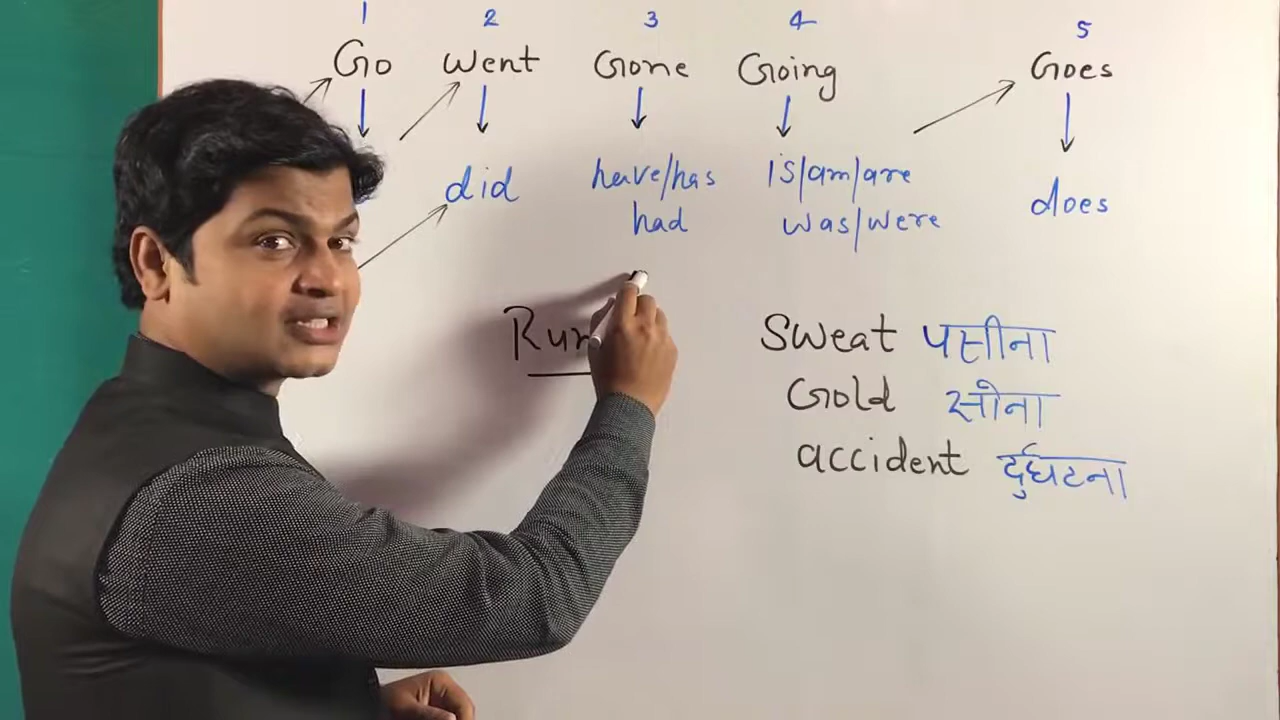 1 2 3 4 5
Go Went Gone Going Goes
did have/has is/am/are does
had was/were
Run
Sweat पसीना
Gold सोना
accident दुर्घटना